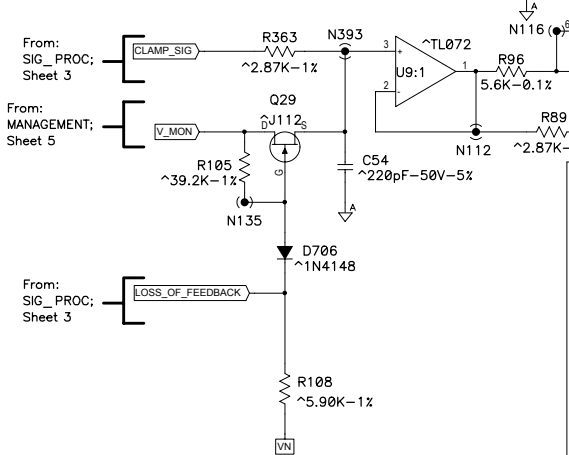 A
N116
6
From:
SIG_PROC;
Sheet 3
CLAMP_SIG
R363
^2.87K-1%
N393
^TL072
3
+
U9:1
1
2
-
R96
5.6K-0.1%
From:
MANAGEMENT;
Sheet 5
V_MON
Q29
^J112
D
S
G
R105
^39.2K-1%
N135
C54
^220pF-50V-5%
A
N112
R89
^2.87K-
D706
^1N4148
From:
SIG_PROC;
Sheet 3
LOSS_OF_FEEDBACK
R108
^5.90K-1%
VN